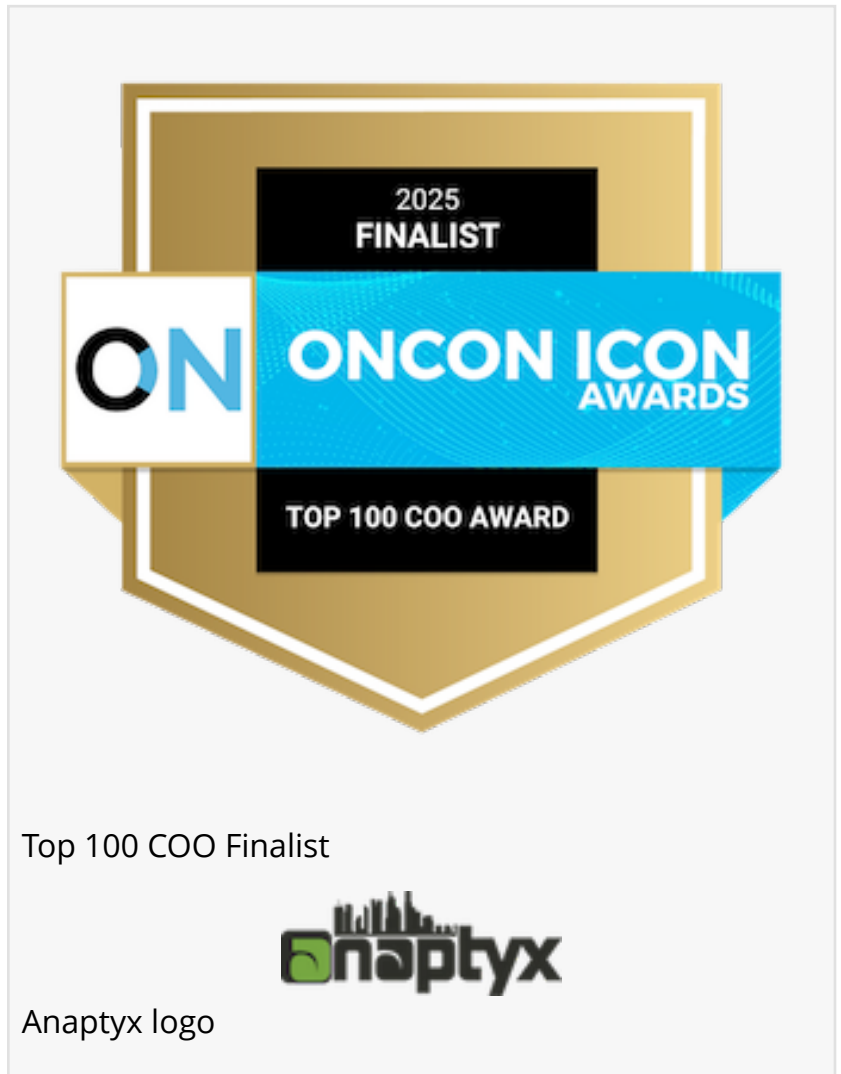 2025
FINALIST
ON
ONCON ICON
AWARDS
TOP 100 COO AWARD
Top 100 COO Finalist
anaptyx
Anaptyx logo